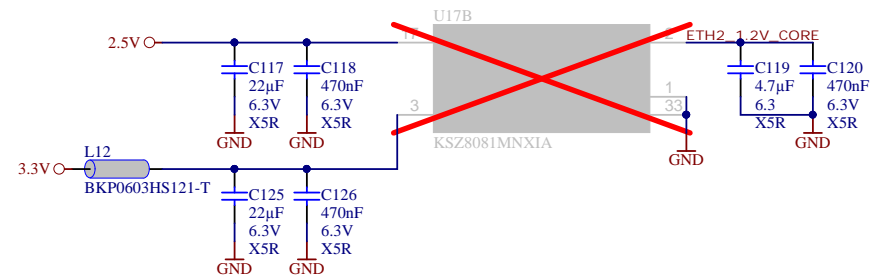 U17B
2.5V
17
2
ETH2_1.2V_CORE
C117
22µF
6.3V
X5R
C118
470nF
6.3V
X5R
C119
4.7µF
6.3
X5R
C120
470nF
6.3V
X5R
1
3
33
GND
GND
KSZ8081MNXIA
GND
GND
L12
3.3V
BKP0603HS121-T
C125
22µF
6.3V
X5R
C126
470nF
6.3V
X5R
GND
GND